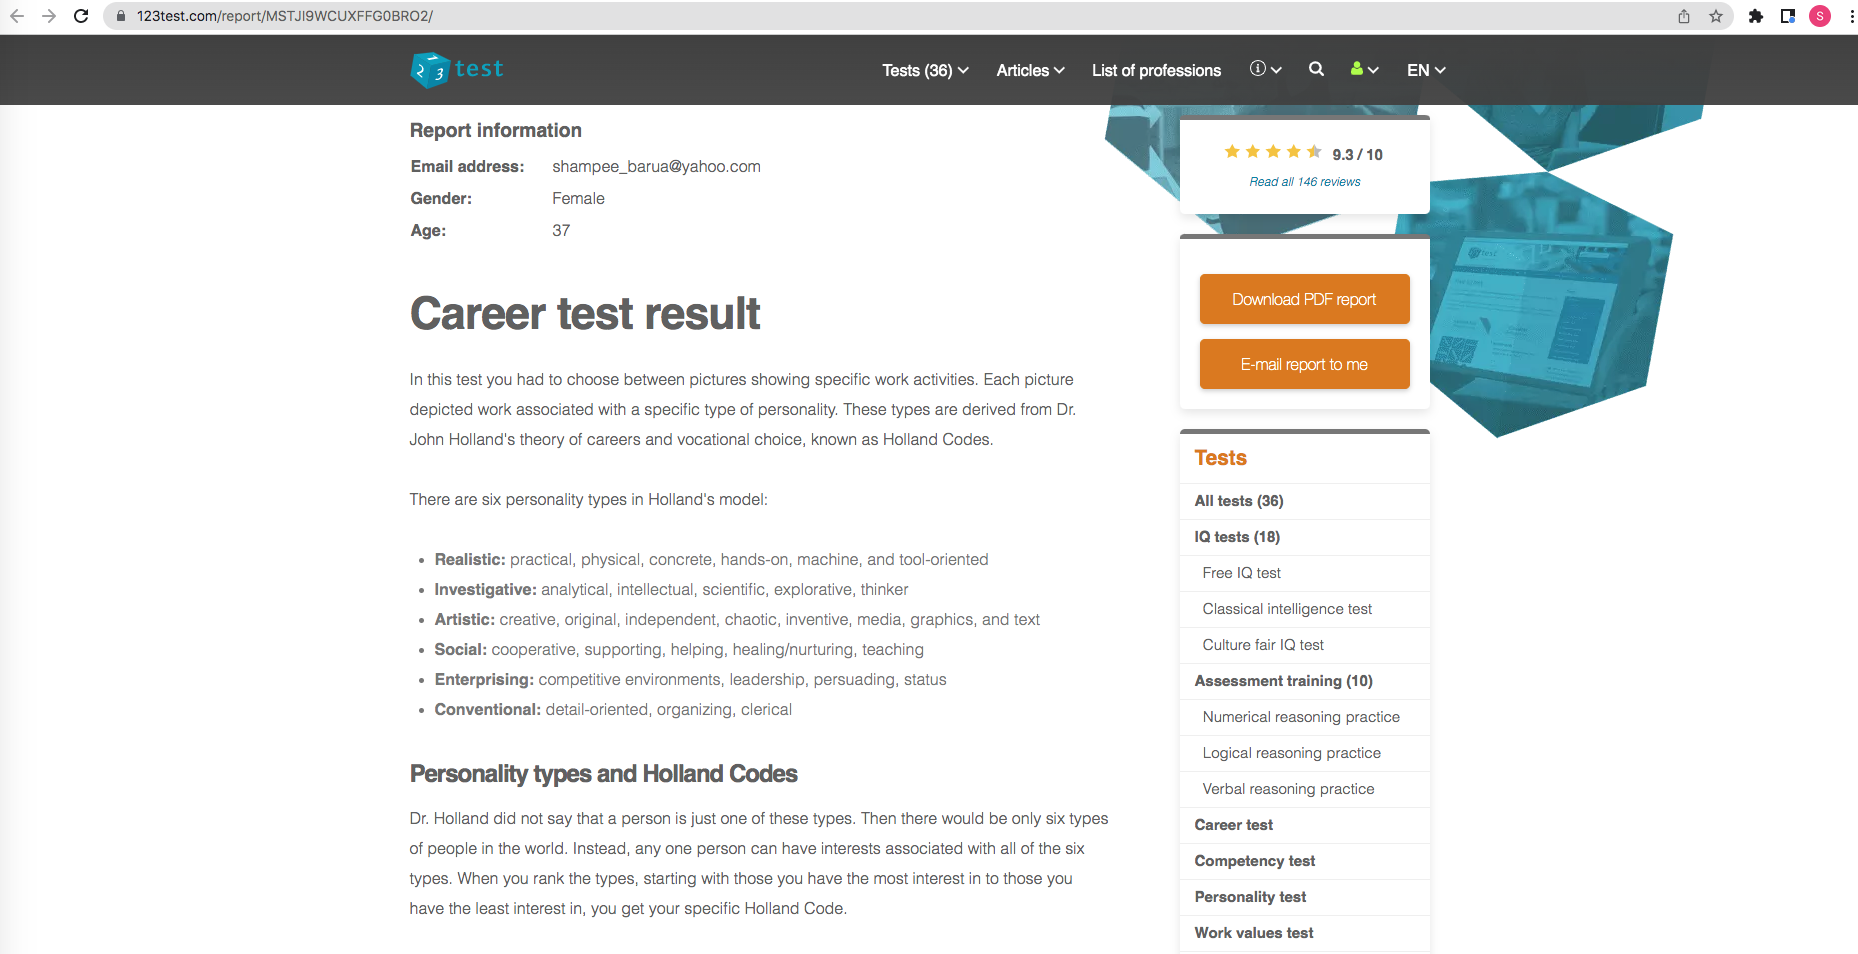 123test.com/report/MSTJI9WCUXFFG0BRO2/
S
2 3 test
Tests (36)
Articles
List of professions
EN
Report information
Email address: shampee_barua@yahoo.com
Gender: Female
Age: 37
Career test result
In this test you had to choose between pictures showing specific work activities. Each picture
depicted work associated with a specific type of personality. These types are derived from Dr.
John Holland's theory of careers and vocational choice, known as Holland Codes.
There are six personality types in Holland's model:
• Realistic: practical, physical, concrete, hands-on, machine, and tool-oriented
• Investigative: analytical, intellectual, scientific, explorative, thinker
• Artistic: creative, original, independent, chaotic, inventive, media, graphics, and text
• Social: cooperative, supporting, helping, healing/nurturing, teaching
• Enterprising: competitive environments, leadership, persuading, status
• Conventional: detail-oriented, organizing, clerical
Personality types and Holland Codes
Dr. Holland did not say that a person is just one of these types. Then there would be only six types
of people in the world. Instead, any one person can have interests associated with all of the six
types. When you rank the types, starting with those you have the most interest in to those you
have the least interest in, you get your specific Holland Code.
9.3 / 10
Read all 146 reviews
Download PDF report
E-mail report to me
Tests
All tests (36)
IQ tests (18)
Free IQ test
Classical intelligence test
Culture fair IQ test
Assessment training (10)
Numerical reasoning practice
Logical reasoning practice
Verbal reasoning practice
Career test
Competency test
Personality test
Work values test